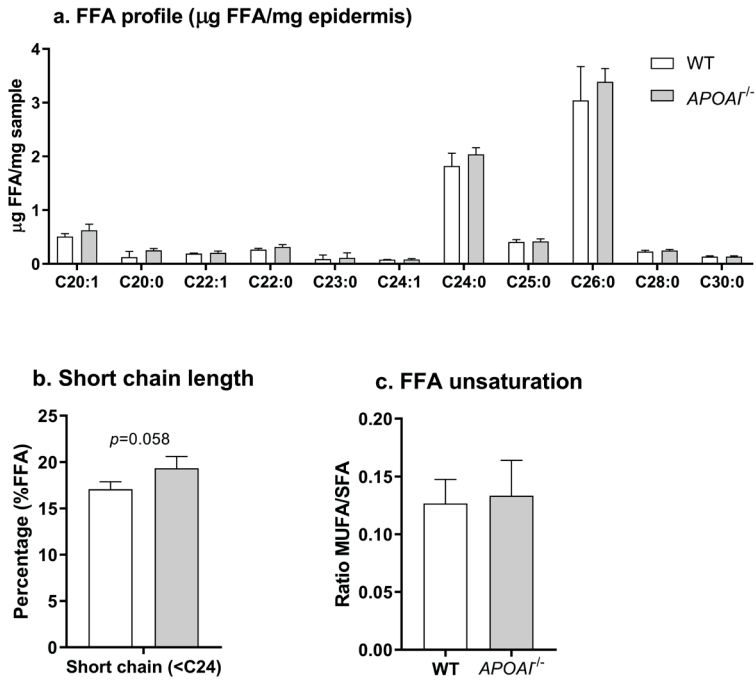 a. FFA profile (μg FFA/mg epidermis)
μg FFA/mg sample
4
3
2
1
0
WT
APOAI⁻/⁻
C20:1 C20:0 C22:1 C22:0 C23:0 C24:1 C24:0 C25:0 C26:0 C28:0 C30:0
b. Short chain length
Percentage (%FFA)
25
20
15
10
5
0
p=0.058
Short chain (<C24)
c. FFA unsaturation
Ratio MUFA/SFA
0.20
0.15
0.10
0.05
0.00
WT APOAI⁻/⁻